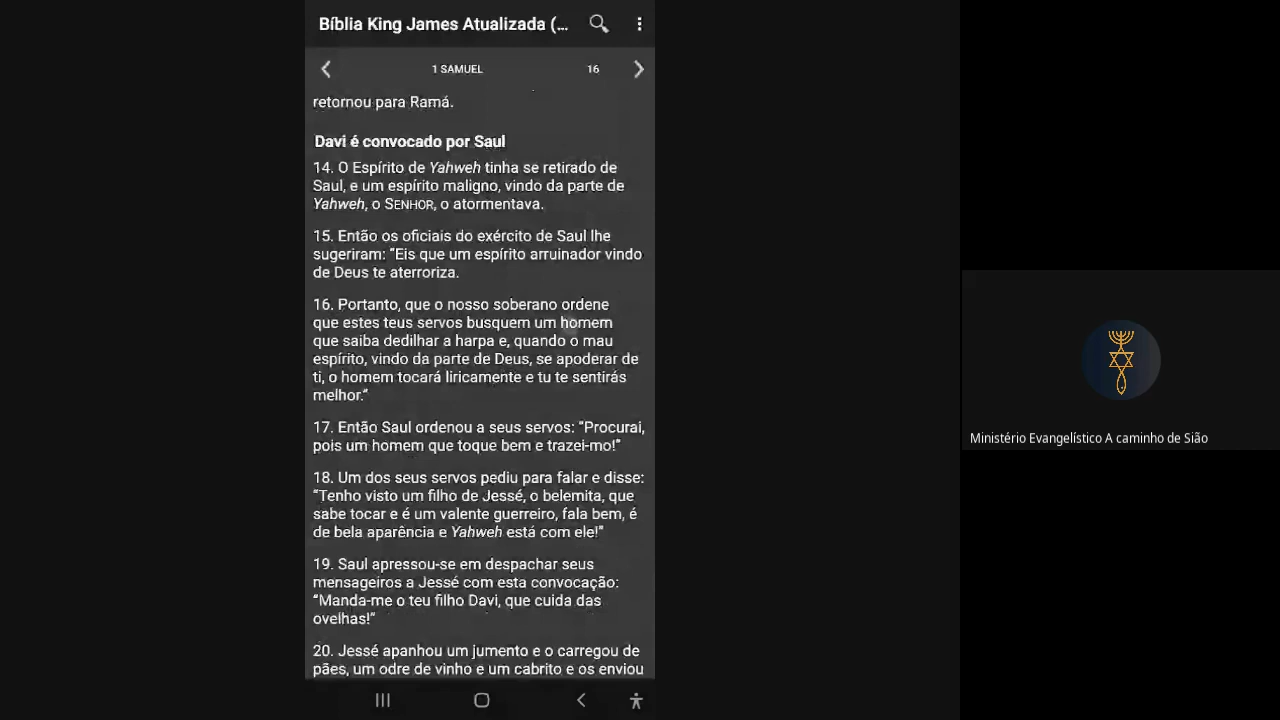 Bíblia King James Atualizada (...
1 SAMUEL 16
retornou para Ramá.
Davi é convocado por Saul
14. O Espírito de Yahweh tinha se retirado de
Saul, e um espírito maligno, vindo da parte de
Yahweh, o SENHOR, o atormentava.
15. Então os oficiais do exército de Saul lhe
sugeriram: “Eis que um espírito arruinador vindo
de Deus te aterroriza.
16. Portanto, que o nosso soberano ordene
que estes teus servos busquem um homem
que saiba dedilhar a harpa e, quando o mau
espírito, vindo da parte de Deus, se apoderar de
ti, o homem tocará liricamente e tu te sentirás
melhor.”
17. Então Saul ordenou a seus servos: “Procurai,
pois um homem que toque bem e trazei-mo!”
18. Um dos seus servos pediu para falar e disse:
“Tenho visto um filho de Jessé, o belemita, que
sabe tocar e é um valente guerreiro, fala bem, é
de bela aparência e Yahweh está com ele!”
19. Saul apressou-se em despachar seus
mensageiros a Jessé com esta convocação:
“Manda-me o teu filho Davi, que cuida das
ovelhas!”
20. Jessé apanhou um jumento e o carregou de
pães, um odre de vinho e um cabrito e os enviou
Ministério Evangelístico A caminho de Sião